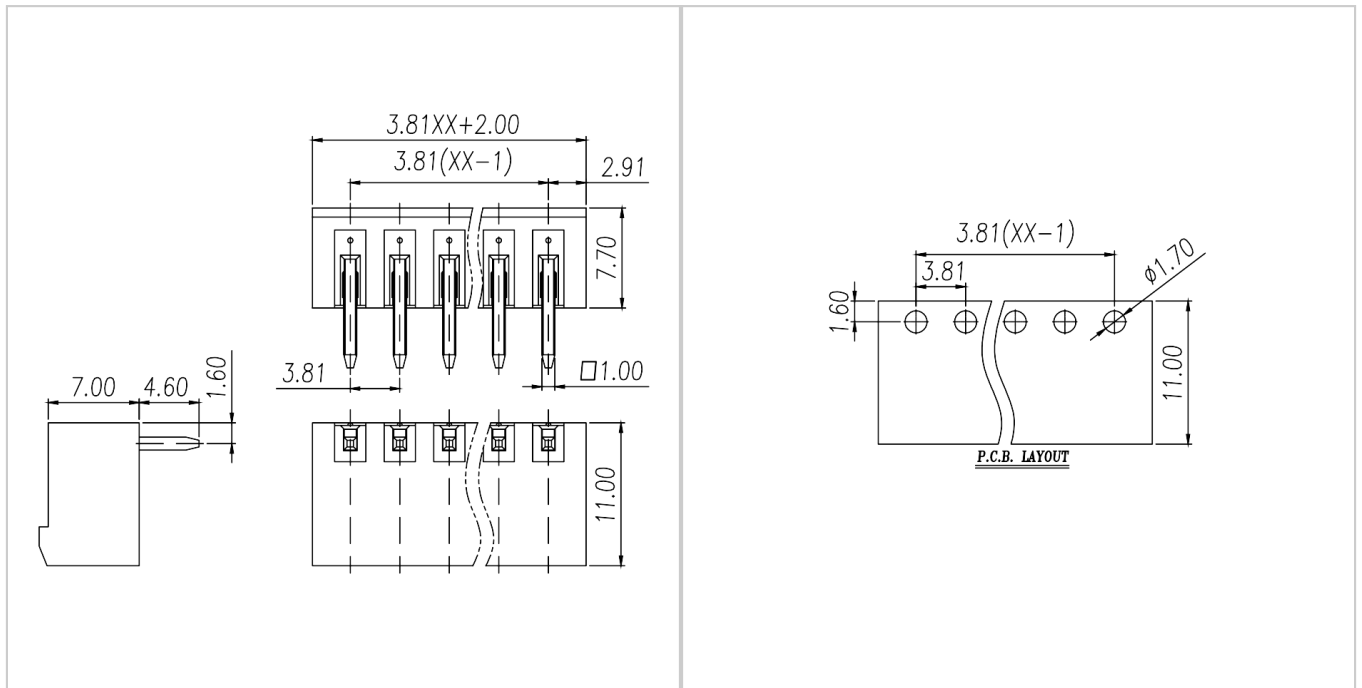 3.81XX+2.00
3.81(XX-1)
2.91
7.70
3.81
□1.00
7.00
4.60
1.60
11.00
3.81(XX-1)
3.81
ø1.70
1.60
11.00
P.C.B. LAYOUT